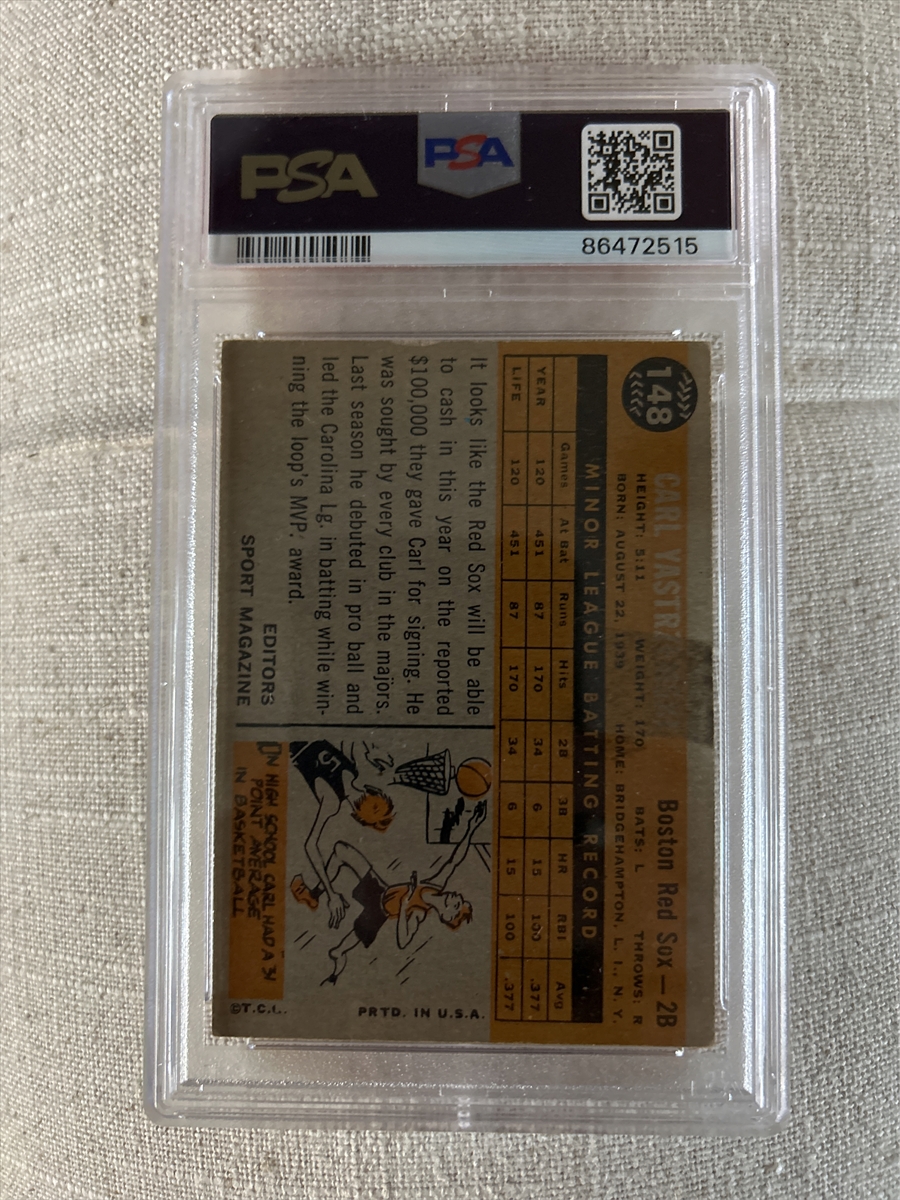 PSA
PSA
86472515
148
CARL YASTR
Boston Red Sox — 2B
HEIGHT: 5:11 WEIGHT: 170 BATS: L THROWS: R
BORN: AUGUST 22, 1939 HOME: BRIDGEHAMPTON, L. I., N. Y.
MINOR LEAGUE BATTING RECORD
Games At Bat Runs Hits 2B 3B HR RBI Avg
YEAR 120 451 87 170 34 6 15 100 .377
LIFE 120 451 87 170 34 6 15 100 .377
It looks like the Red Sox will be able
to cash in this year on the reported
$100,000 they gave Carl for signing. He
was sought by every club in the majors.
Last season he debuted in pro ball and
led the Carolina Lg. in batting while win-
ning the loop's MVP. award.
EDITORS
SPORT MAGAZINE
5
IN HIGH SCHOOL CARL HAD A 34
POINT AVERAGE
IN BASKETBALL
©T.C.G.
PRTD. IN U.S.A.